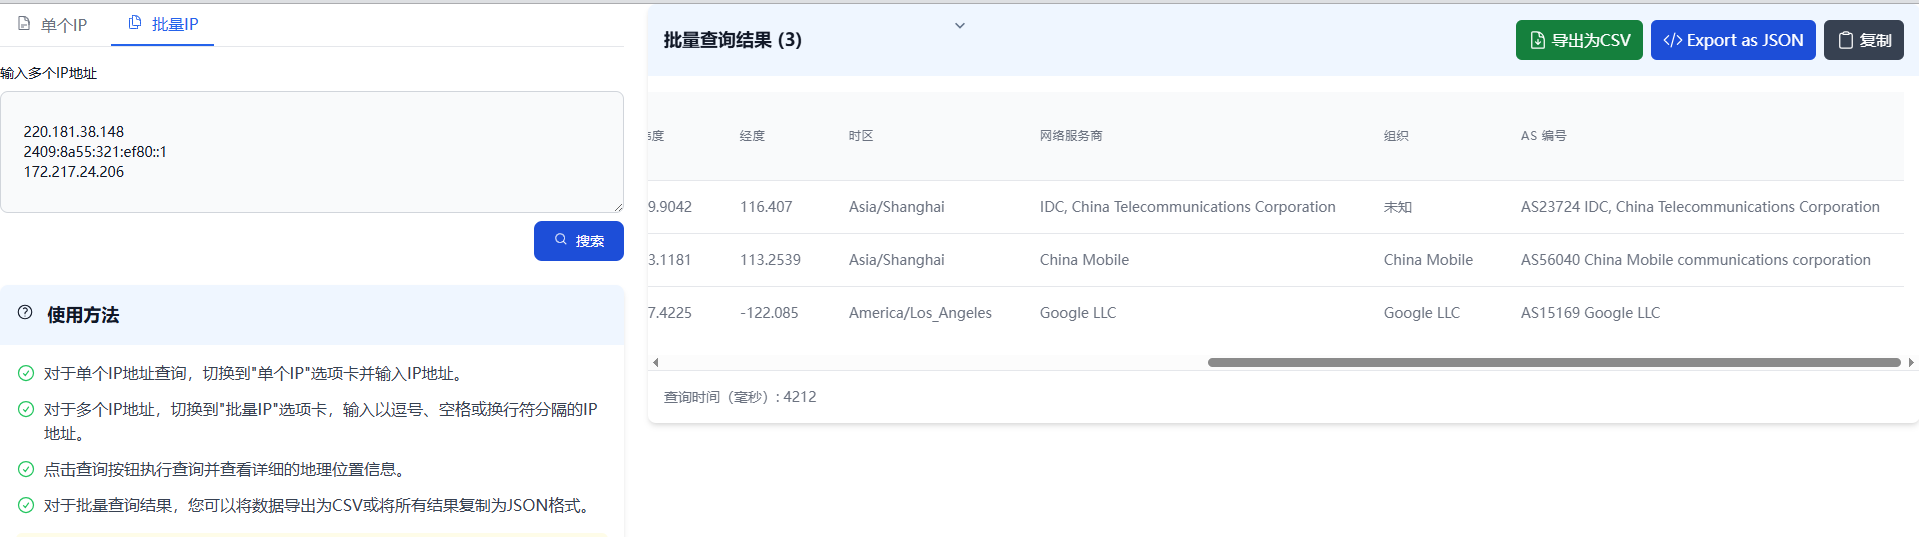 单个IP
批量IP
输入多个IP地址
220.181.38.148
2409:8a55:321:ef80::1
172.217.24.206
搜索
使用方法
对于单个IP地址查询，切换到"单个IP"选项卡并输入IP地址。
对于多个IP地址，切换到"批量IP"选项卡，输入以逗号、空格或换行符分隔的IP
地址。
点击查询按钮执行查询并查看详细的地理位置信息。
对于批量查询结果，您可以将数据导出为CSV或将所有结果复制为JSON格式。
批量查询结果 (3)
导出为CSV
</> Export as JSON
复制
度 经度 时区 网络服务商 组织 AS 编号
9.9042 116.407 Asia/Shanghai IDC, China Telecommunications Corporation 未知 AS23724 IDC, China Telecommunications Corporation
3.1181 113.2539 Asia/Shanghai China Mobile China Mobile AS56040 China Mobile communications corporation
7.4225 -122.085 America/Los_Angeles Google LLC Google LLC AS15169 Google LLC
查询时间（毫秒）: 4212